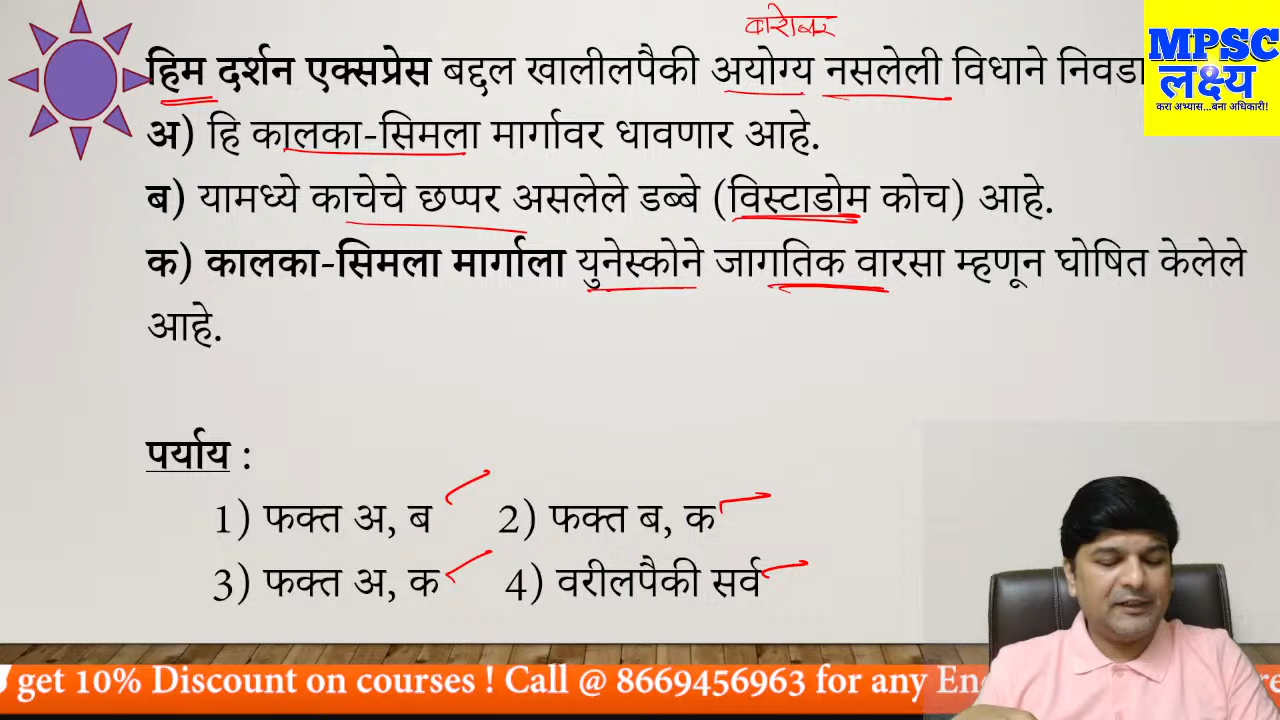 बारोबर
हिम दर्शन एक्सप्रेस बद्दल खालीलपैकी अयोग्य नसलेली विधाने निवडा
MPSC
लक्ष्य
करा अभ्यास...बना अधिकारी!
अ) हि कालका-सिमला मार्गावर धावणार आहे.
ब) यामध्ये काचेचे छप्पर असलेले डब्बे (विस्टाडोम कोच) आहे.
क) कालका-सिमला मार्गाला युनेस्कोने जागतिक वारसा म्हणून घोषित केलेले
आहे.
पर्याय :
1) फक्त अ, ब 2) फक्त ब, क
3) फक्त अ, क 4) वरीलपैकी सर्व
get 10% Discount on courses ! Call @ 8669456963 for any